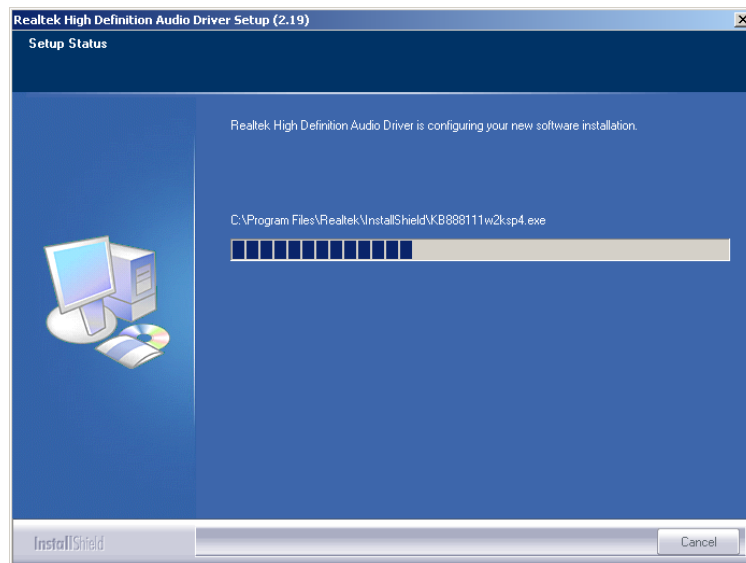 Realtek High Definition Audio Driver Setup (2.19)
Setup Status
Realtek High Definition Audio Driver is configuring your new software installation.
C:\Program Files\Realtek\InstallShield\KB888111w2ksp4.exe
InstallShield
Cancel